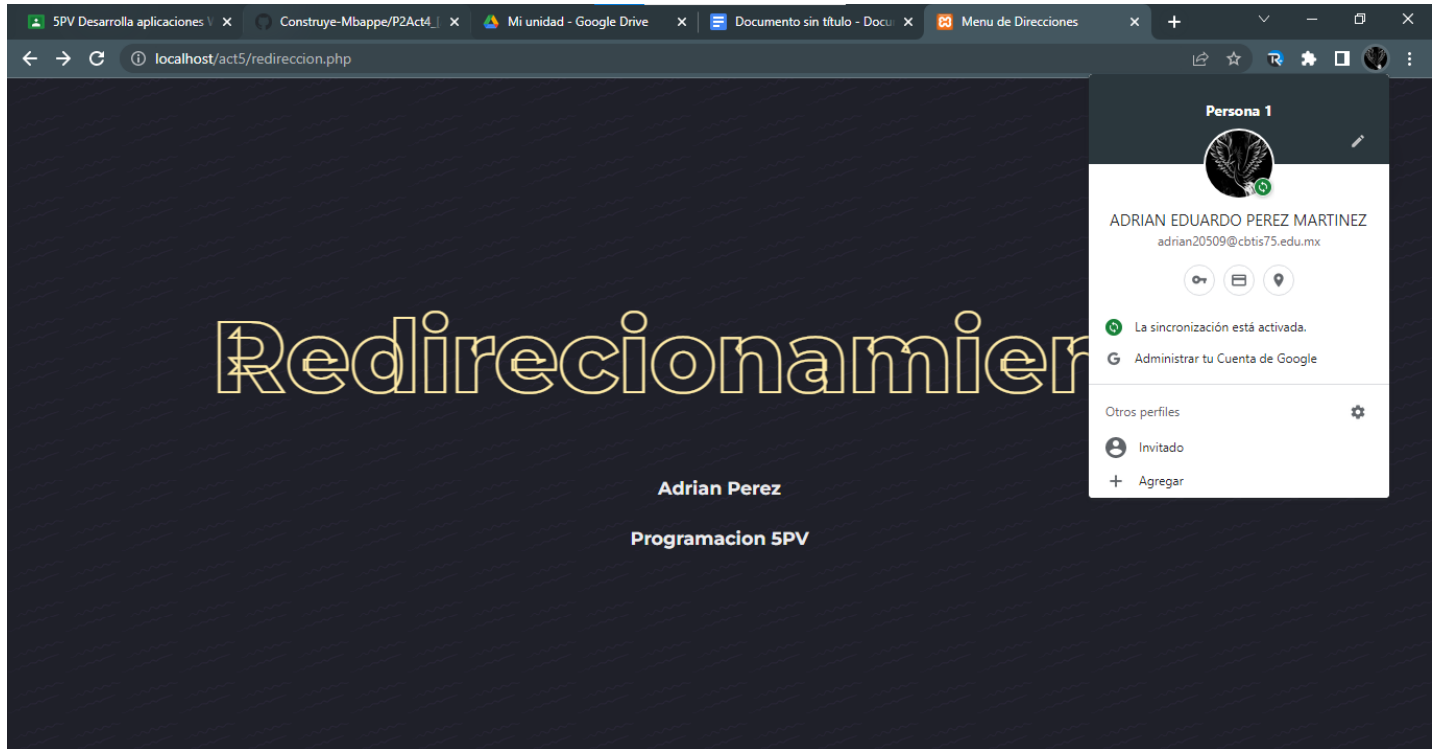 5PV Desarrolla aplicaciones V
Construye-Mbappe/P2Act4_[
Mi unidad - Google Drive
Documento sin título - Docu
Menu de Direcciones
localhost/act5/redireccion.php
Persona 1
ADRIAN EDUARDO PEREZ MARTINEZ
adrian20509@cbtis75.edu.mx
La sincronización está activada.
G Administrar tu Cuenta de Google
Otros perfiles
Invitado
Agregar
Redirecionamien
Adrian Perez
Programacion 5PV